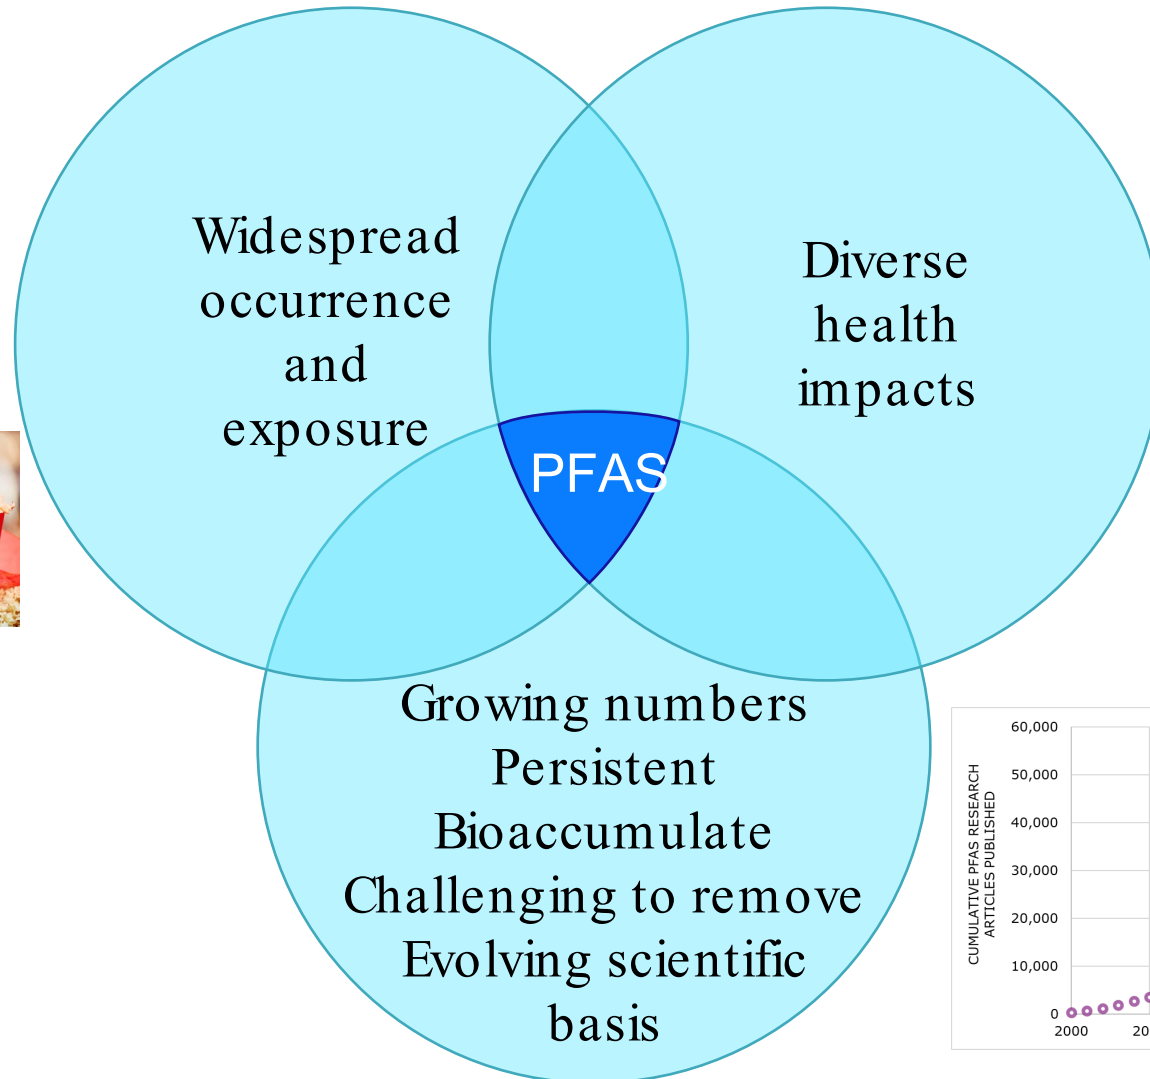 Widespread
occurrence
and
exposure
Diverse
health
impacts
PFAS
Growing numbers
Persistent
Bioaccumulate
Challenging to remove
Evolving scientific
basis
CUMULATIVE PFAS RESEARCH
ARTICLES PUBLISHED
60,000
50,000
40,000
30,000
20,000
10,000
0
2000